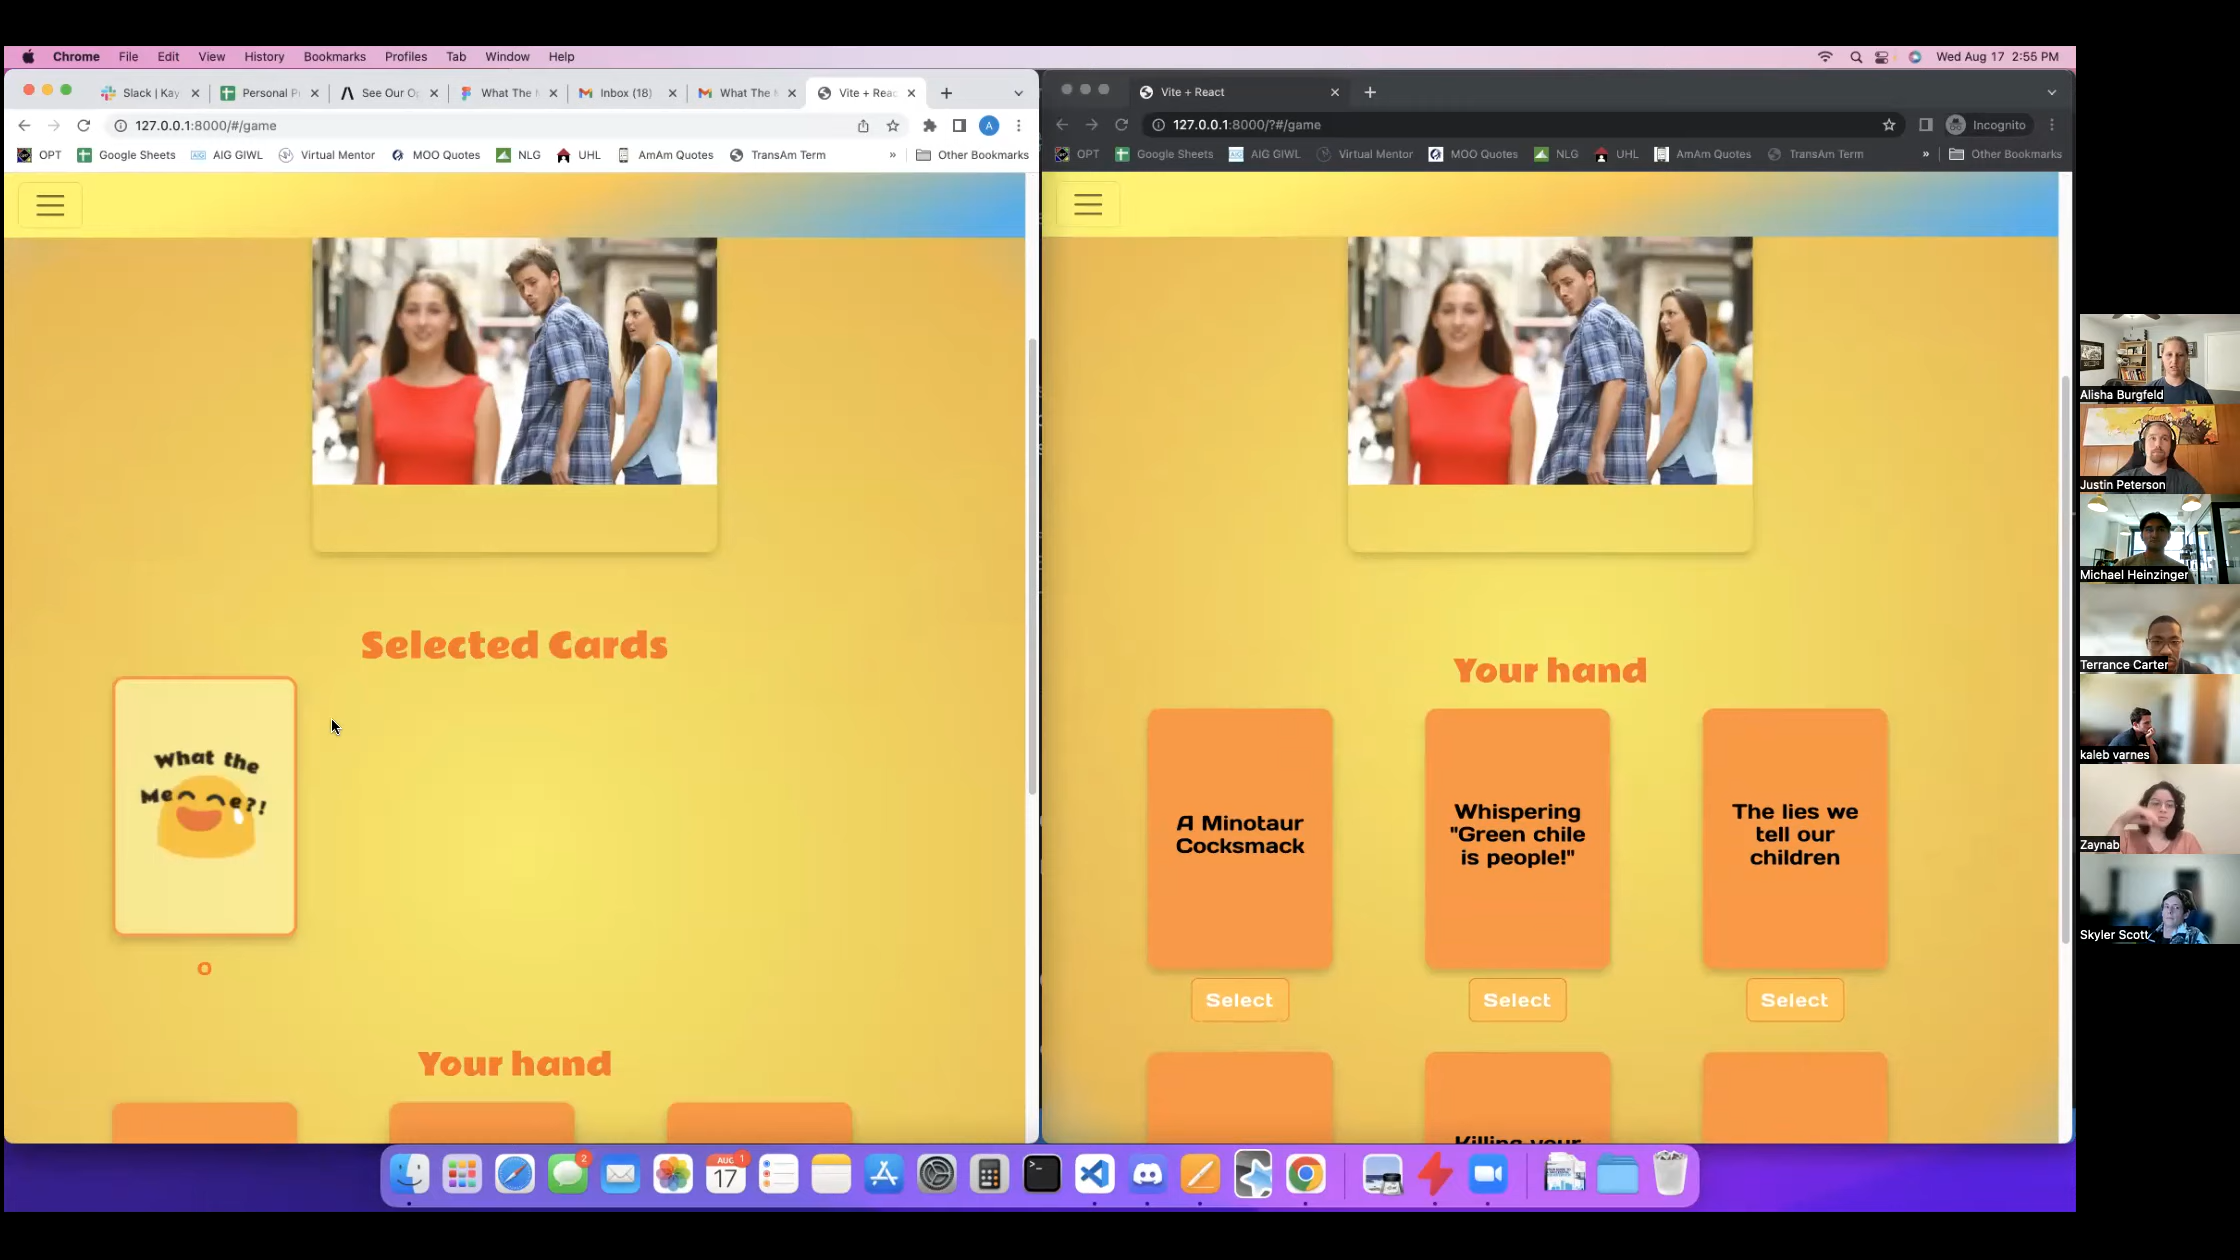 Chrome File Edit View History Bookmarks Profiles Tab Window Help
Wed Aug 17 2:55 PM
Slack | Kay
Personal P
See Our O
What The
Inbox (18)
What The
Vite + Reac
127.0.0.1:8000/#/game
A
OPT
Google Sheets
AIG GIWL
Virtual Mentor
MOO Quotes
NLG
UHL
AmAm Quotes
TransAm Term
»
Other Bookmarks
Selected Cards
What the
Me e?!
0
Your hand
Vite + React
127.0.0.1:8000/?#/game
Incognito
OPT
Google Sheets
AIG GIWL
Virtual Mentor
MOO Quotes
NLG
UHL
AmAm Quotes
TransAm Term
»
Other Bookmarks
Your hand
A Minotaur
Cocksmack
Whispering
"Green chile
is people!"
The lies we
tell our
children
Select
Select
Select
Killing your
Alisha Burgfeld
Justin Peterson
Michael Heinzinger
Terrance Carter
kaleb varnes
Zaynab
Skyler Scott
2
AUG
17
1